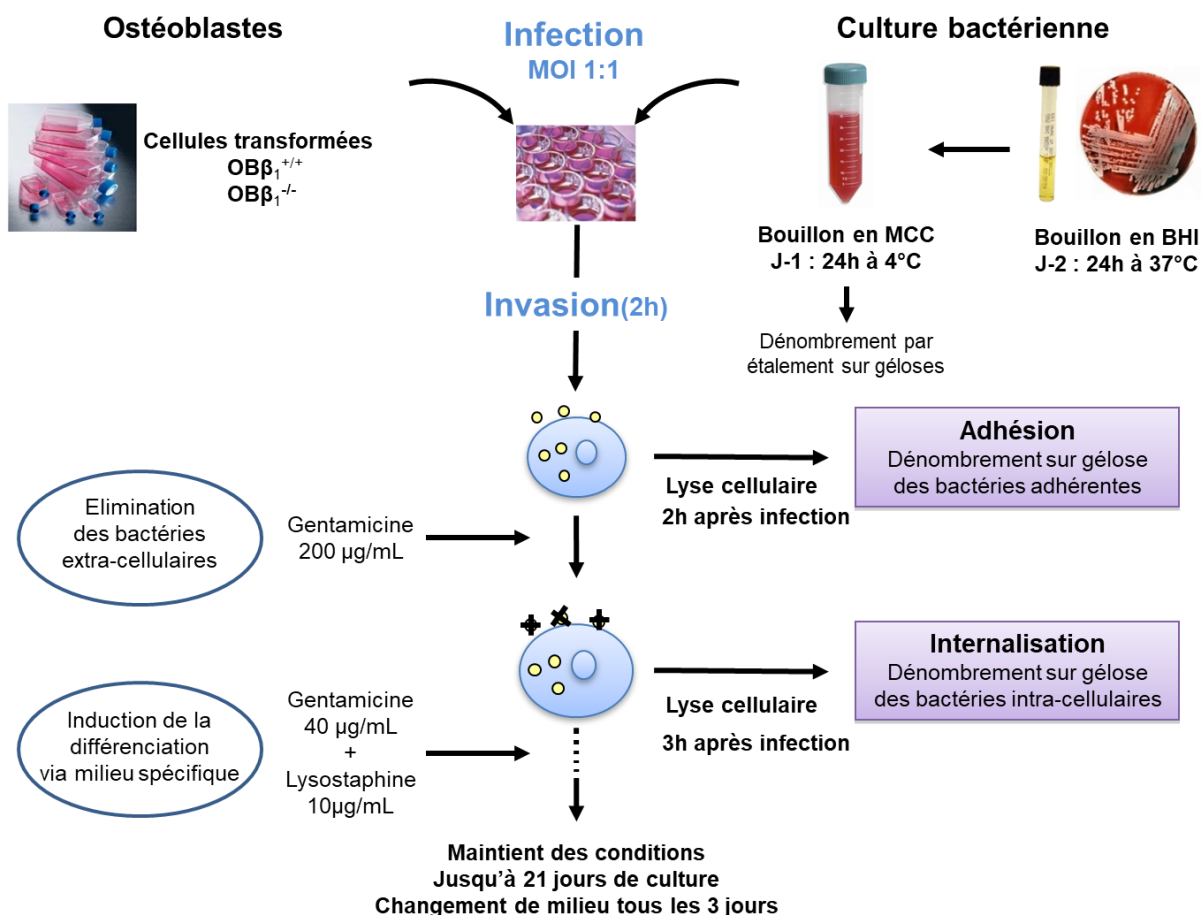 Ostéoblastes
Infection
MOI 1:1
Culture bactérienne
Cellules transformées
OBβ₁⁺/⁺
OBβ₁⁻/⁻
Bouillon en MCC
J-1 : 24h à 4°C
Bouillon en BHI
J-2 : 24h à 37°C
Invasion(2h)
Dénombrement par
étalement sur géloses
Adhésion
Dénombrement sur gélose
des bactéries adhérentes
Lyse cellulaire
2h après infection
Elimination
des bactéries
extra-cellulaires
Gentamicine
200 µg/mL
Internalisation
Dénombrement sur gélose
des bactéries intra-cellulaires
Lyse cellulaire
3h après infection
Induction de la
différenciation
via milieu spécifique
Gentamicine
40 µg/mL
+
Lysostaphine
10µg/mL
Maintient des conditions
Jusqu'à 21 jours de culture
Changement de milieu tous les 3 jours